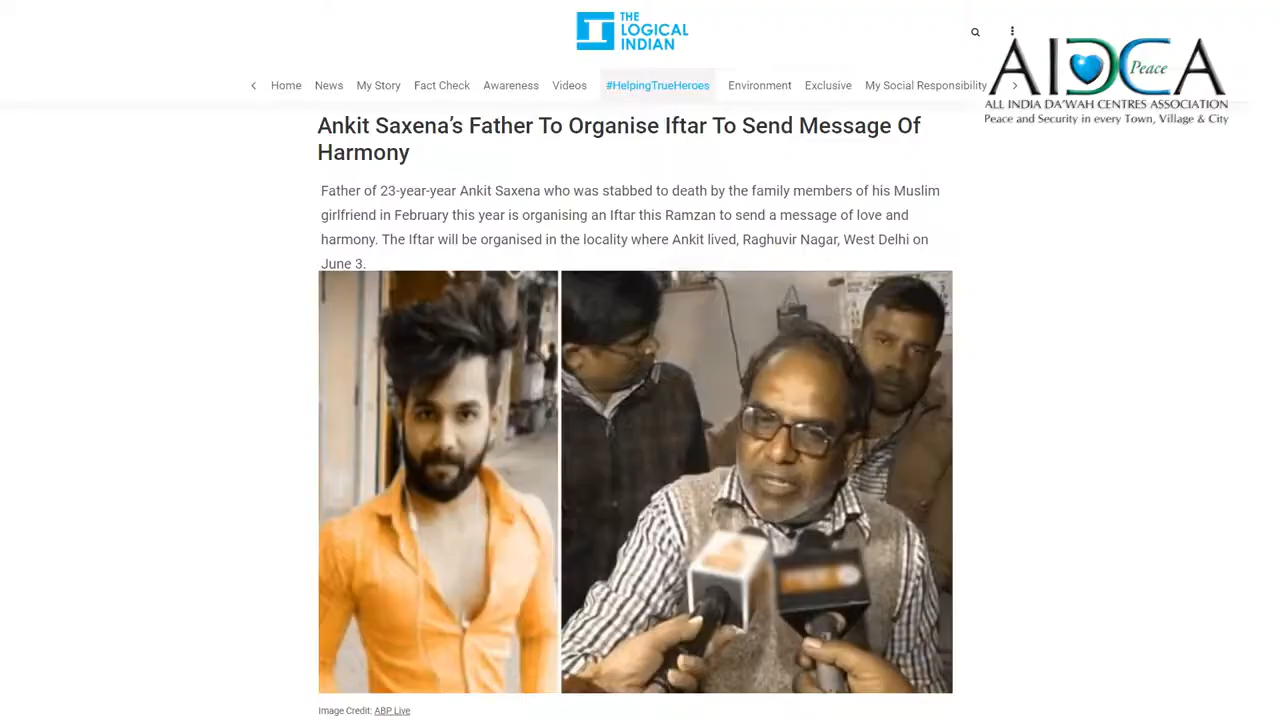 THE
LOGICAL
INDIAN
AIDCA
Peace
ALL INDIA DA'WAH CENTRES ASSOCIATION
Peace and Security in every Town, Village & City
Home News My Story Fact Check Awareness Videos #HelpingTrueHeroes Environment Exclusive My Social Responsibility
Ankit Saxena’s Father To Organise Iftar To Send Message Of
Harmony
Father of 23-year-year Ankit Saxena who was stabbed to death by the family members of his Muslim
girlfriend in February this year is organising an Iftar this Ramzan to send a message of love and
harmony. The Iftar will be organised in the locality where Ankit lived, Raghuvir Nagar, West Delhi on
June 3.
Image Credit: ABP Live